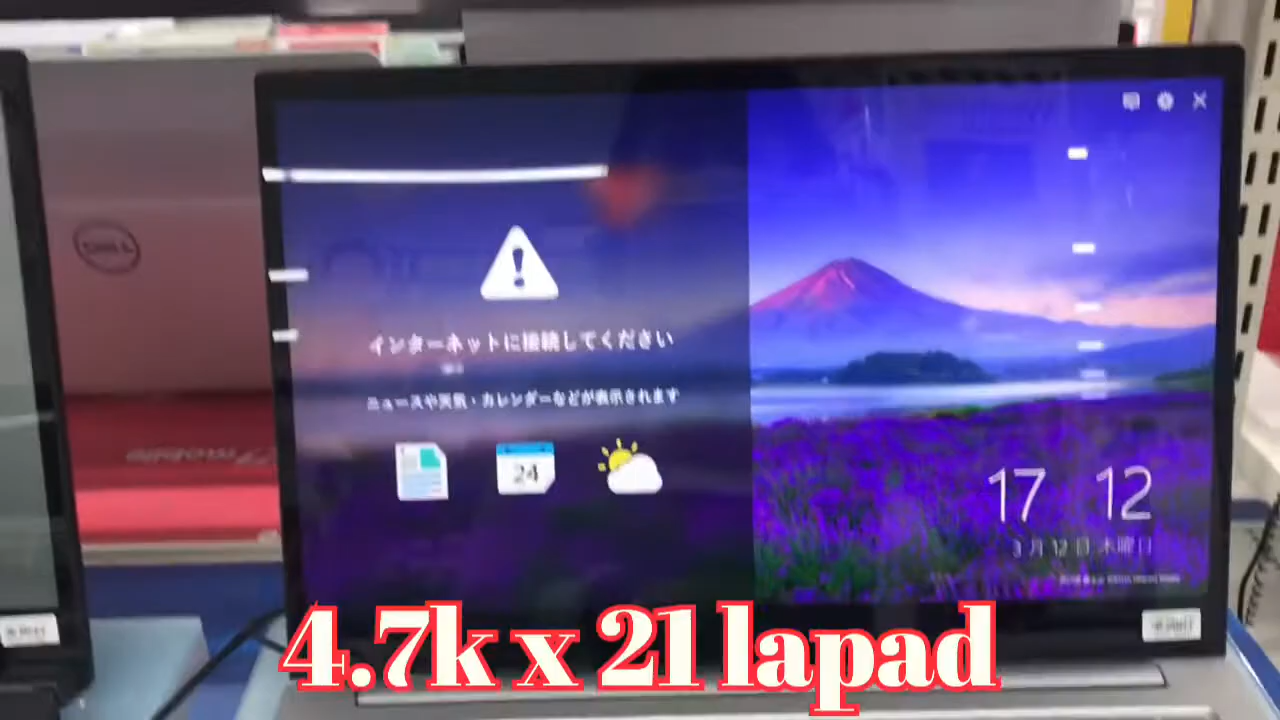 DELL
インターネットに接続してください
ニュースや天気・カレンダーなどが表示されます
24
17 12
3月12日 木曜日
4.7k x 21 lapad